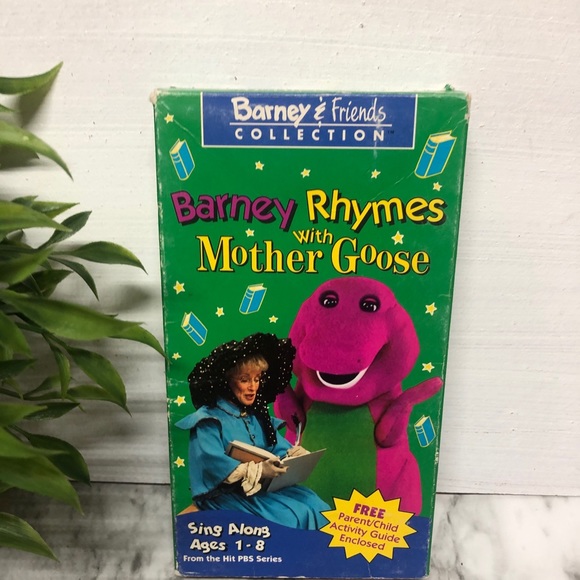 Barney & Friends
COLLECTION
Barney Rhymes
with
Mother Goose
Sing Along
Ages 1-8
From the Hit PBS Series
FREE
Parent/Child
Activity Guide
Enclosed